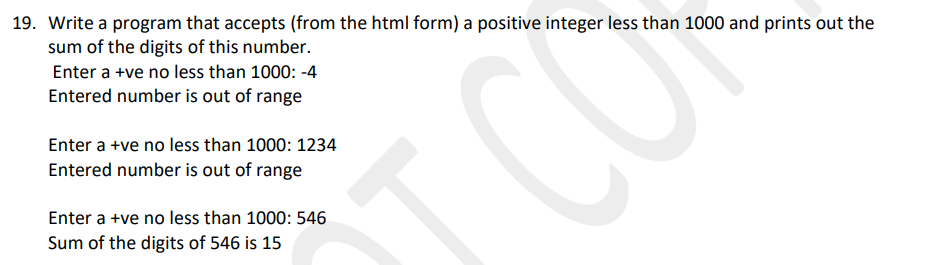 19. Write a program that accepts (from the html form) a positive integer less than 1000 and prints out the
sum of the digits of this number.
Enter a +ve no less than 1000: -4
Entered number is out of range
Enter a +ve no less than 1000: 1234
Entered number is out of range
Enter a +ve no less than 1000: 546
Sum of the digits of 546 is 15